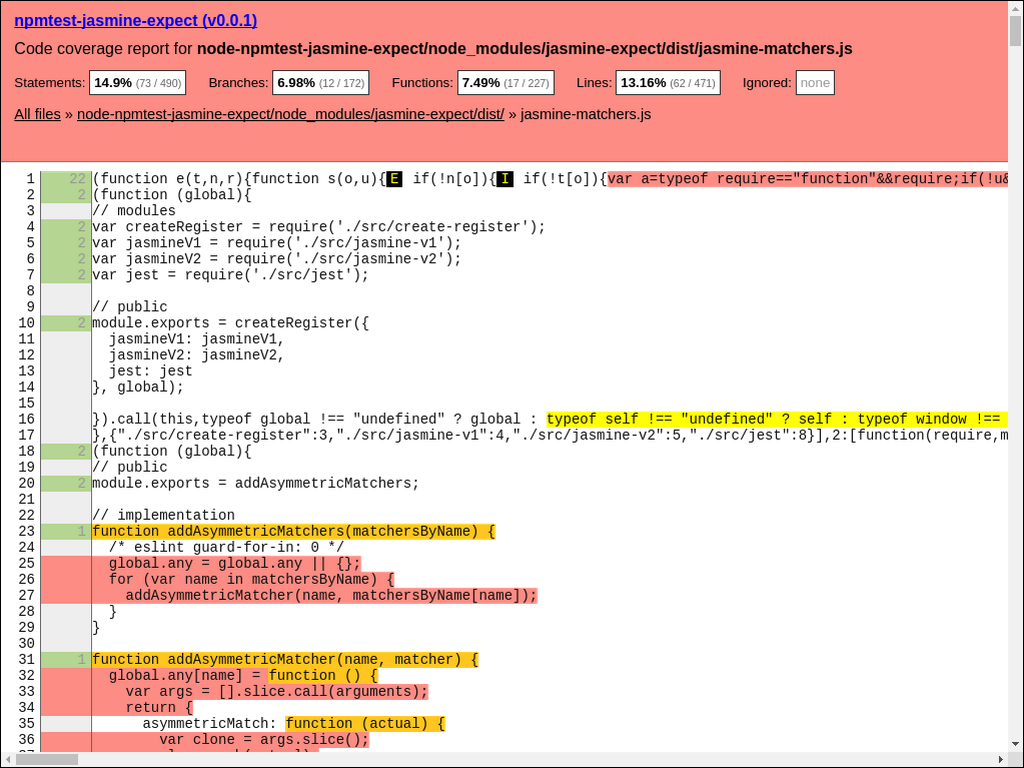 npmtest-jasmine-expect (v0.0.1)
Code coverage report for node-npmtest-jasmine-expect/node_modules/jasmine-expect/dist/jasmine-matchers.js
Statements: 14.9% (73 / 490) Branches: 6.98% (12 / 172) Functions: 7.49% (17 / 227) Lines: 13.16% (62 / 471) Ignored: none
All files » node-npmtest-jasmine-expect/node_modules/jasmine-expect/dist/ » jasmine-matchers.js
1 22 (function e(t,n,r){function s(o,u){E if(!n[o]){I if(!t[o]){var a=typeof require=="function"&&require;if(!u&
2 2 (function (global){
3 // modules
4 2 var createRegister = require('./src/create-register');
5 2 var jasmineV1 = require('./src/jasmine-v1');
6 2 var jasmineV2 = require('./src/jasmine-v2');
7 2 var jest = require('./src/jest');
8
9 // public
10 2 module.exports = createRegister({
11   jasmineV1: jasmineV1,
12   jasmineV2: jasmineV2,
13   jest: jest
14 }, global);
15
16 }).call(this,typeof global !== "undefined" ? global : typeof self !== "undefined" ? self : typeof window !==
17 },{"./src/create-register":3,"./src/jasmine-v1":4,"./src/jasmine-v2":5,"./src/jest":8}],2:[function(require,m
18 2 (function (global){
19 // public
20 2 module.exports = addAsymmetricMatchers;
21
22 // implementation
23 1 function addAsymmetricMatchers(matchersByName) {
24   /* eslint guard-for-in: 0 */
25   global.any = global.any || {};
26   for (var name in matchersByName) {
27     addAsymmetricMatcher(name, matchersByName[name]);
28   }
29 }
30
31 1 function addAsymmetricMatcher(name, matcher) {
32   global.any[name] = function () {
33     var args = [].slice.call(arguments);
34     return {
35       asymmetricMatch: function (actual) {
36         var clone = args.slice();